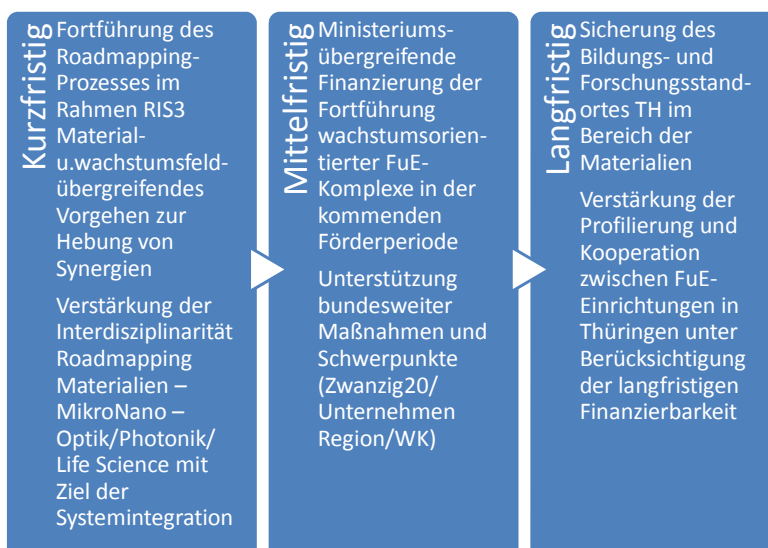 Kurzfristig
Fortführung des
Roadmapping-
Prozesses im
Rahmen RIS3
Material-
u.wachstumsfeld-
übergreifendes
Vorgehen zur
Hebung von
Synergien
Verstärkung der
Interdisziplinarität
Roadmapping
Materialien –
MikroNano –
Optik/Photonik/
Life Science mit
Ziel der
Systemintegration
Mittelfristig
Ministeriums-
übergreifende
Finanzierung der
Fortführung
wachstumsorien-
tierter FuE-
Komplexe in der
kommenden
Förderperiode
Unterstützung
bundesweiter
Maßnahmen und
Schwerpunkte
(Zwanzig20/
Unternehmen
Region/WK)
Langfristig
Sicherung des
Bildungs- und
Forschungsstand-
ortes TH im
Bereich der
Materialien
Verstärkung der
Profilierung und
Kooperation
zwischen FuE-
Einrichtungen in
Thüringen unter
Berücksichtigung
der langfristigen
Finanzierbarkeit